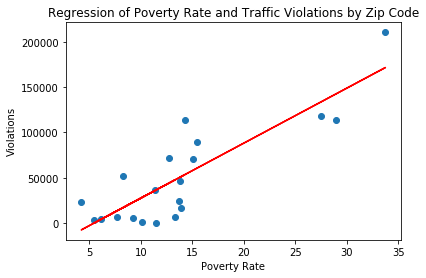 Regression of Poverty Rate and Traffic Violations by Zip Code
200000
150000
100000
50000
0
Violations
5 10 15 20 25 30 35
Poverty Rate